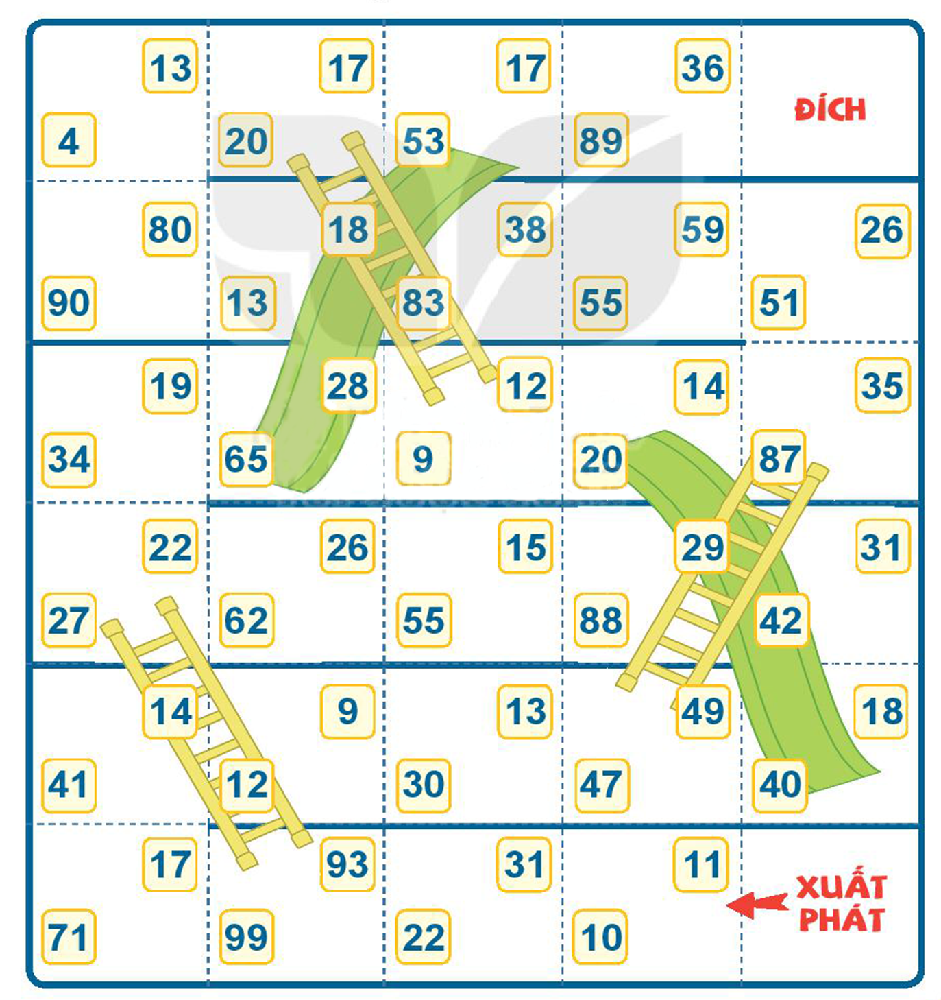 13 17 17 36
ĐÍCH
4 20 53 89
80 18 38 59 26
90 13 83 55 51
19 28 12 14 35
34 65 9 20 87
22 26 15 29 31
27 62 55 88 42
14 9 13 49 18
41 12 30 47 40
17 93 31 11
XUẤT
PHÁT
71 99 22 10